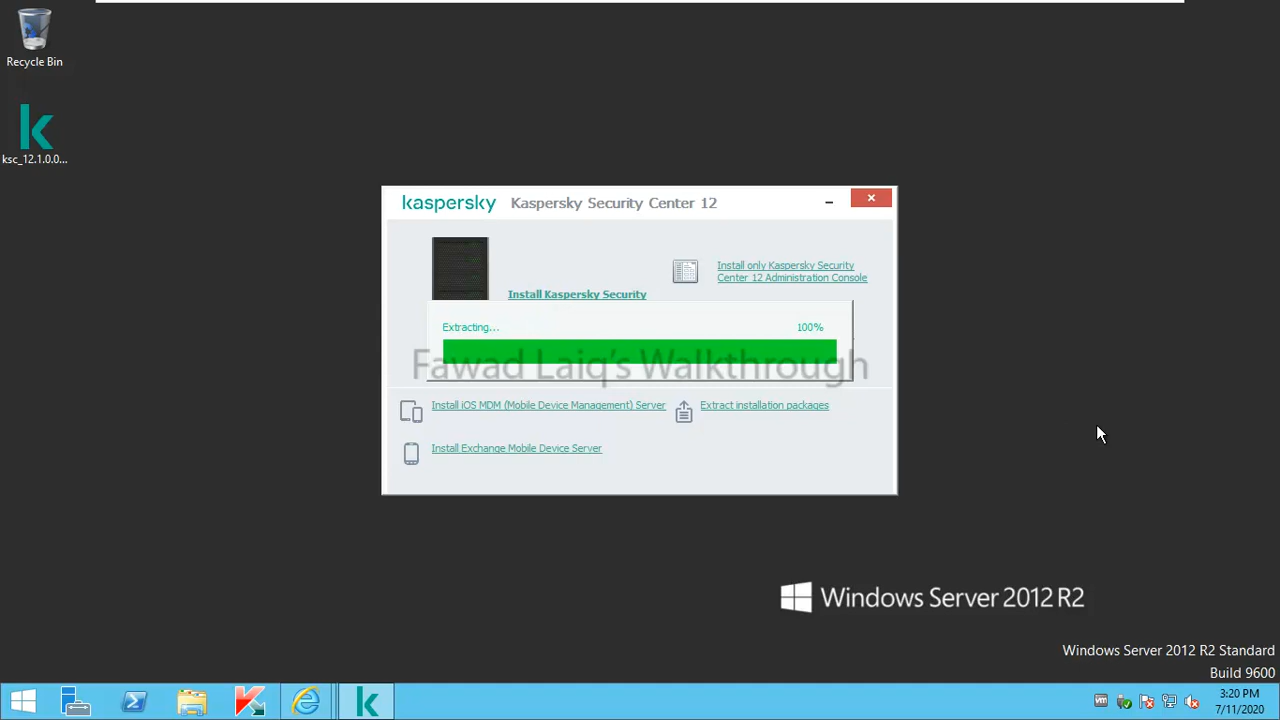 Recycle Bin
ksc_12.1.0.0...
kaspersky Kaspersky Security Center 12
Install only Kaspersky Security
Center 12 Administration Console
Install Kaspersky Security
Extracting... 100%
Fawad Laiq's Walkthrough
Install iOS MDM (Mobile Device Management) Server
Extract installation packages
Install Exchange Mobile Device Server
Windows Server 2012 R2
Windows Server 2012 R2 Standard
Build 9600
3:20 PM
7/11/2020